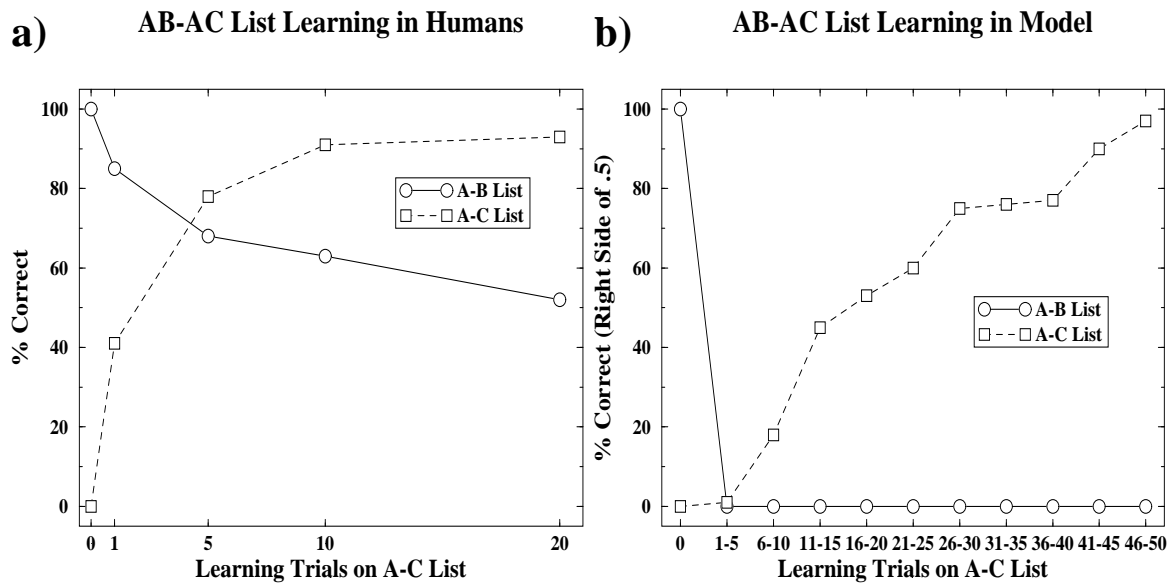 a)
AB-AC List Learning in Humans
% Correct
100
80
60
40
20
0
A-B List
A-C List
0 1 5 10 20
Learning Trials on A-C List
b)
AB-AC List Learning in Model
% Correct (Right Side of .5)
100
80
60
40
20
0
A-B List
A-C List
0 1-5 6-10 11-15 16-20 21-25 26-30 31-35 36-40 41-45 46-50
Learning Trials on A-C List